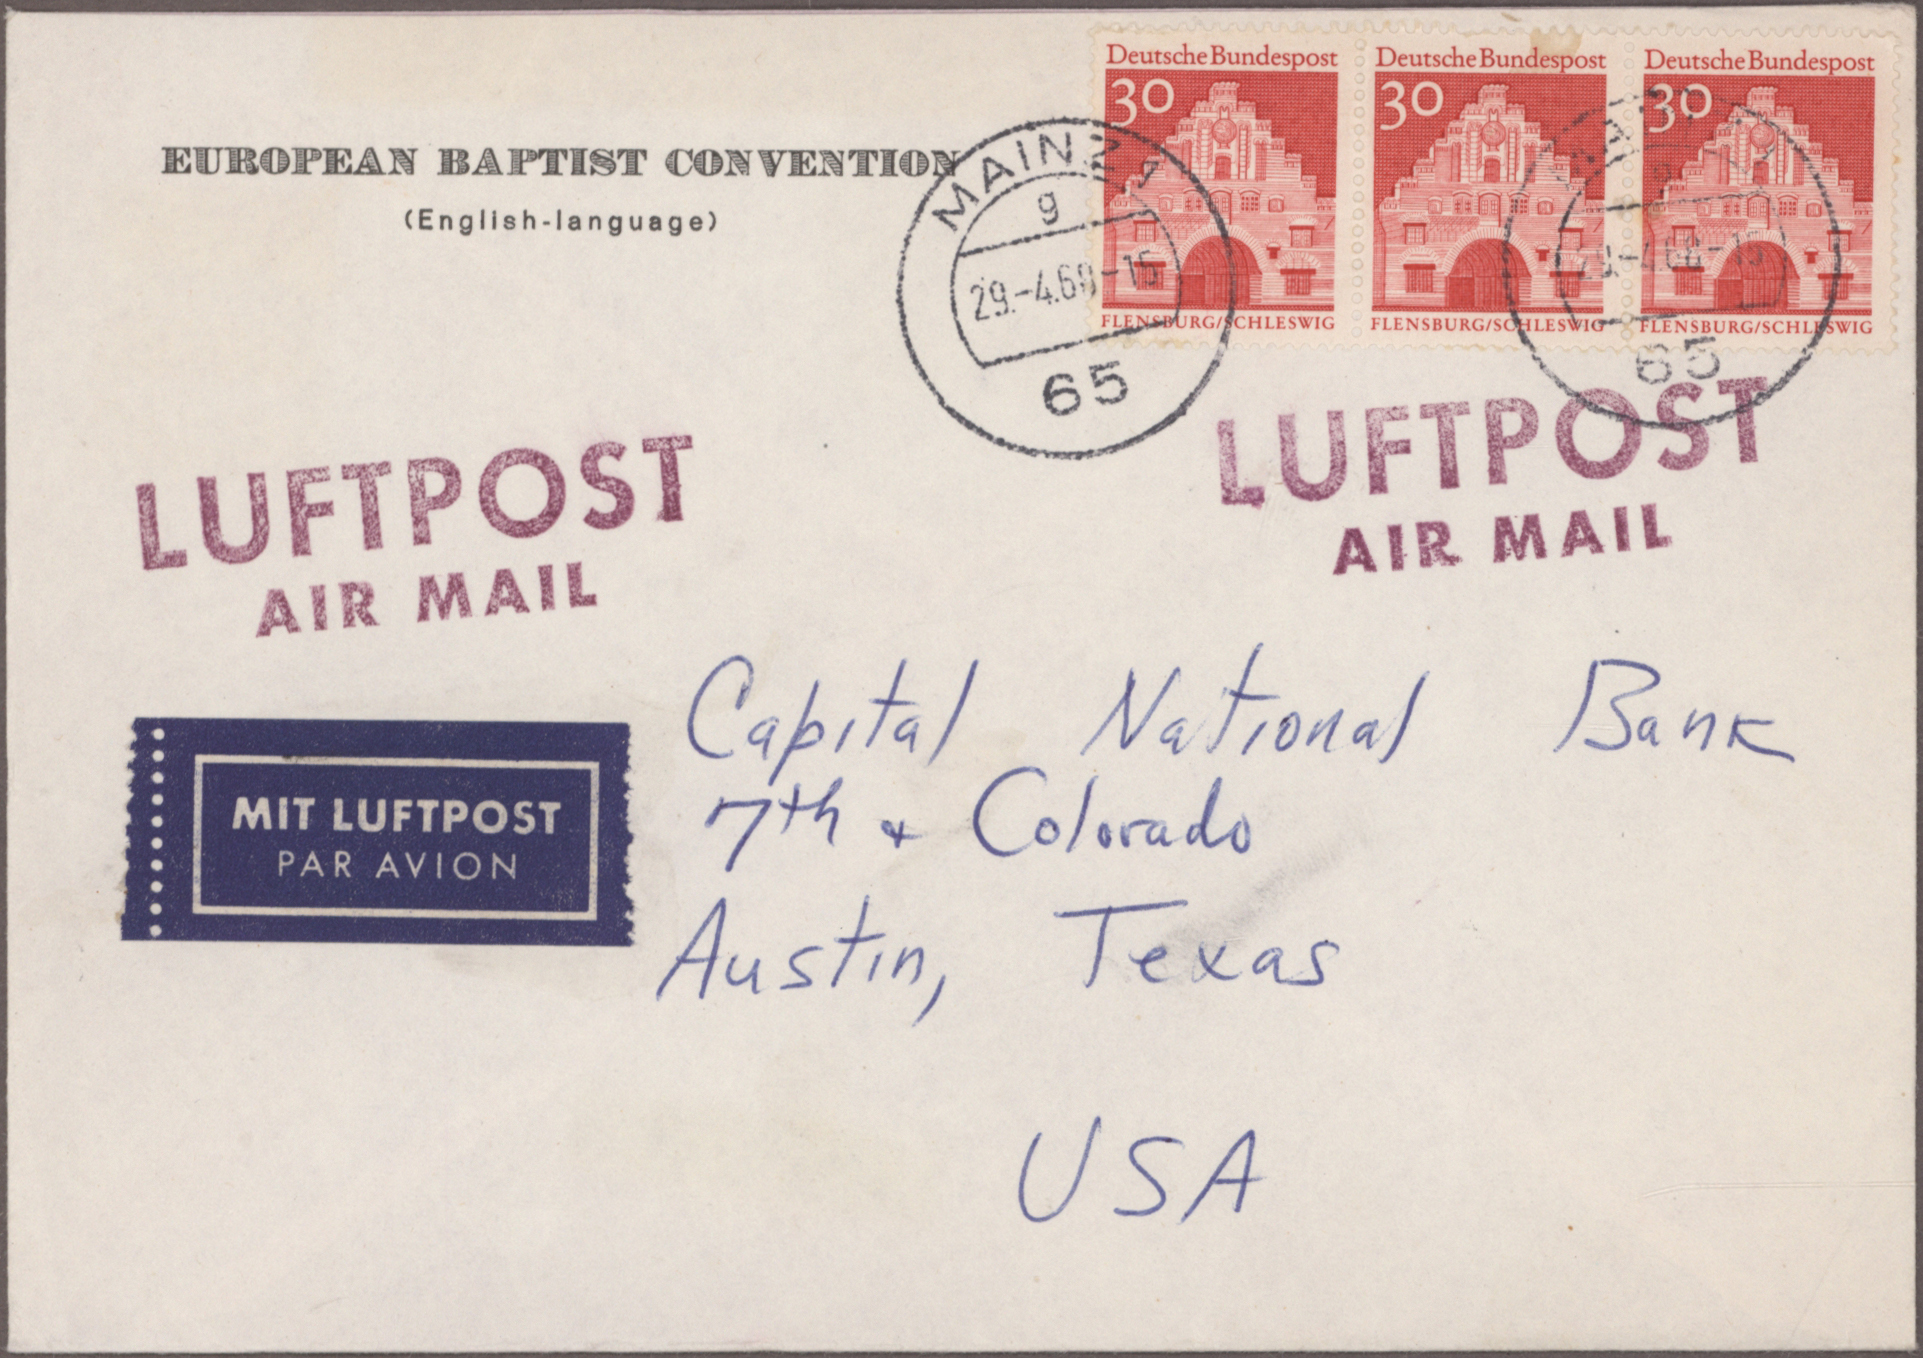 EUROPEAN BAPTIST CONVENTION
(English-language)
Deutsche Bundespost
30
FLENSBURG/SCHLESWIG
Deutsche Bundespost
30
FLENSBURG/SCHLESWIG
Deutsche Bundespost
30
FLENSBURG/SCHLESWIG
MAINZ 1
g
29.-4.68-15
65
65
LUFTPOST
AIR MAIL
LUFTPOST
AIR MAIL
MIT LUFTPOST
PAR AVION
Capital National Bank
7th & Colorado
Austin, Texas
USA